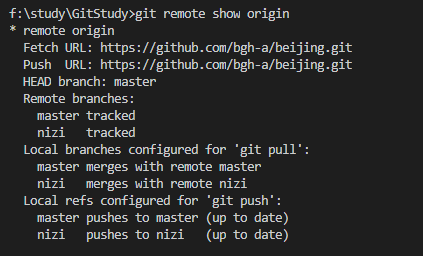 f:\study\GitStudy>git remote show origin
* remote origin
  Fetch URL: https://github.com/bgh-a/beijing.git
  Push  URL: https://github.com/bgh-a/beijing.git
  HEAD branch: master
  Remote branches:
    master tracked
    nizi   tracked
  Local branches configured for 'git pull':
    master merges with remote master
    nizi   merges with remote nizi
  Local refs configured for 'git push':
    master pushes to master (up to date)
    nizi   pushes to nizi   (up to date)